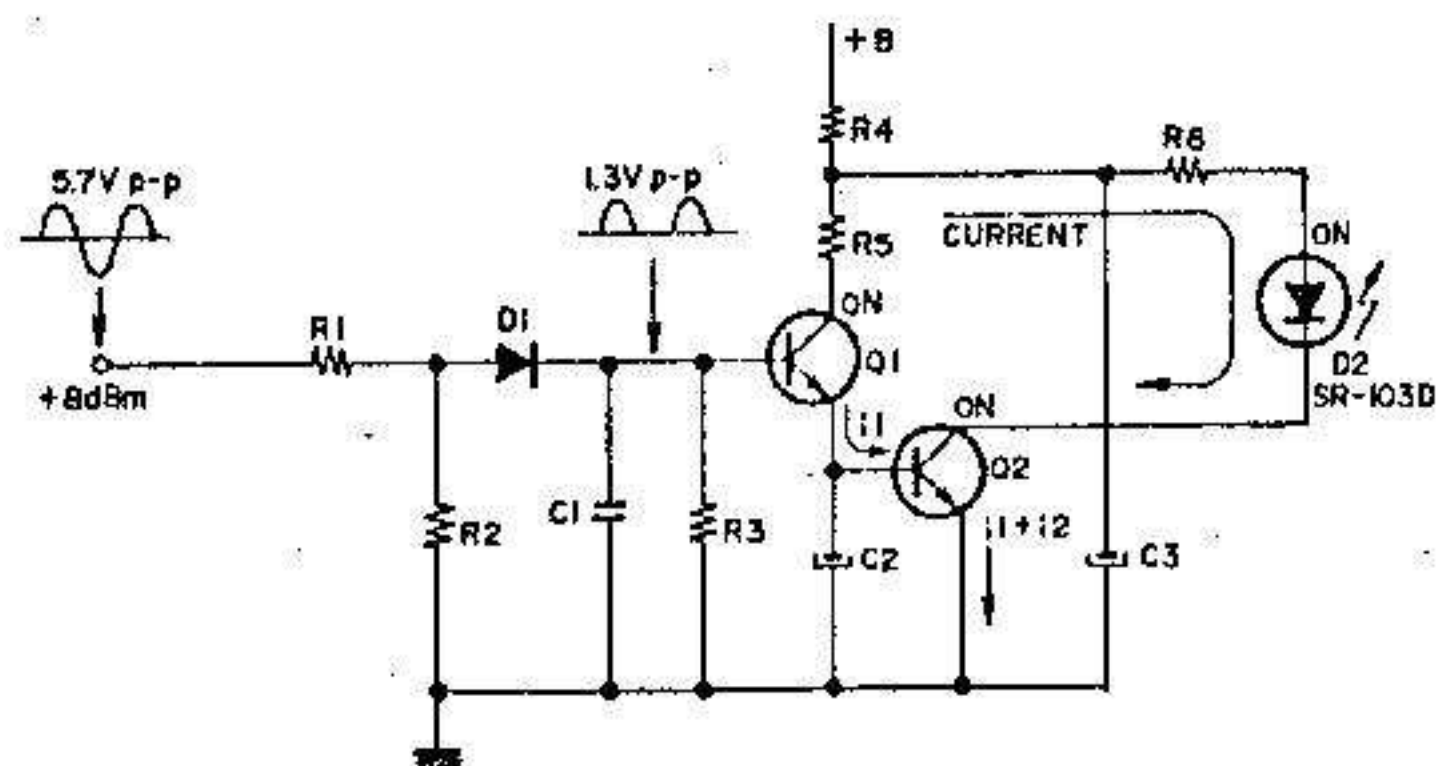 +B
R4
R6
5.7V p-p
1.3V p-p
R5
CURRENT
ON
ON
D1
R1
Q1
D2
+8dBm
SR-103D
ON
i1
Q2
R2
C1
R3
i1+i2
C2
C3